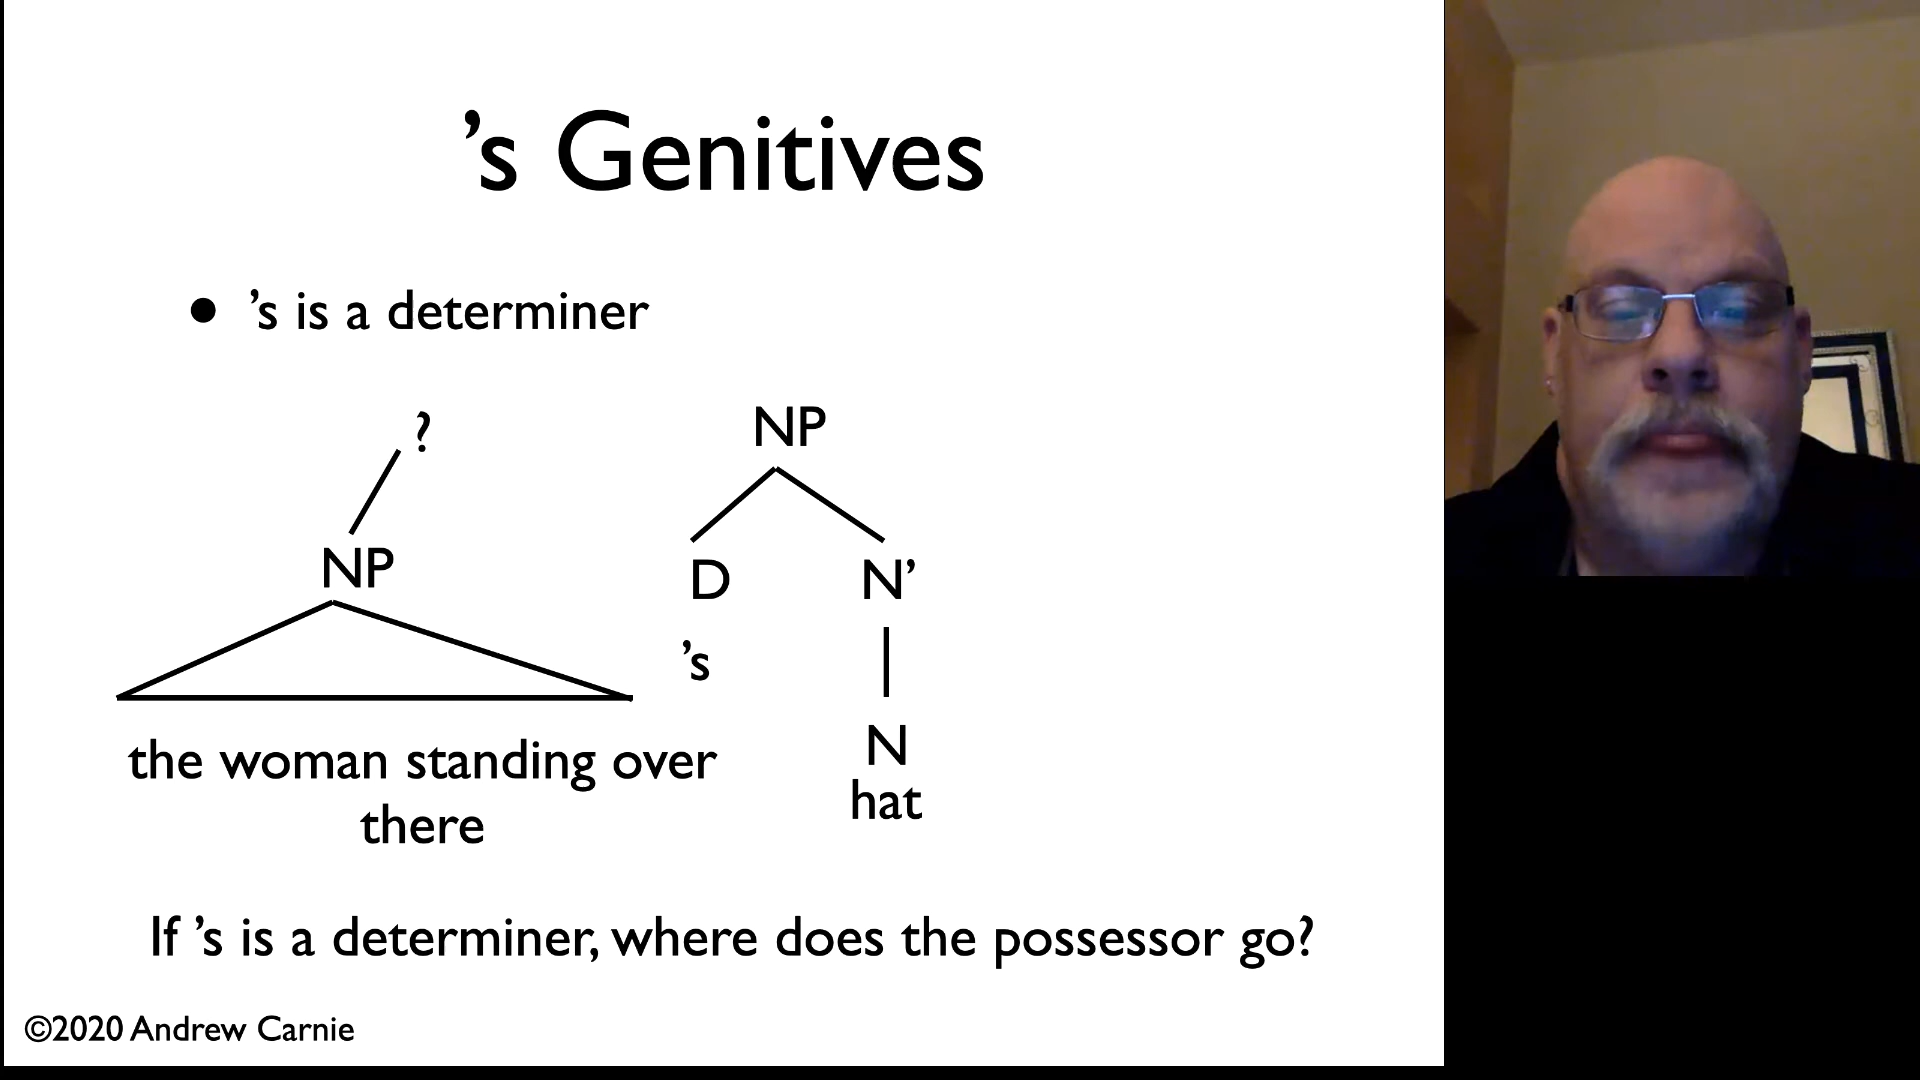 ’s Genitives
• ’s is a determiner
?
NP
NP
D
N’
’s
N
hat
the woman standing over
there
If ’s is a determiner, where does the possessor go?
©2020 Andrew Carnie